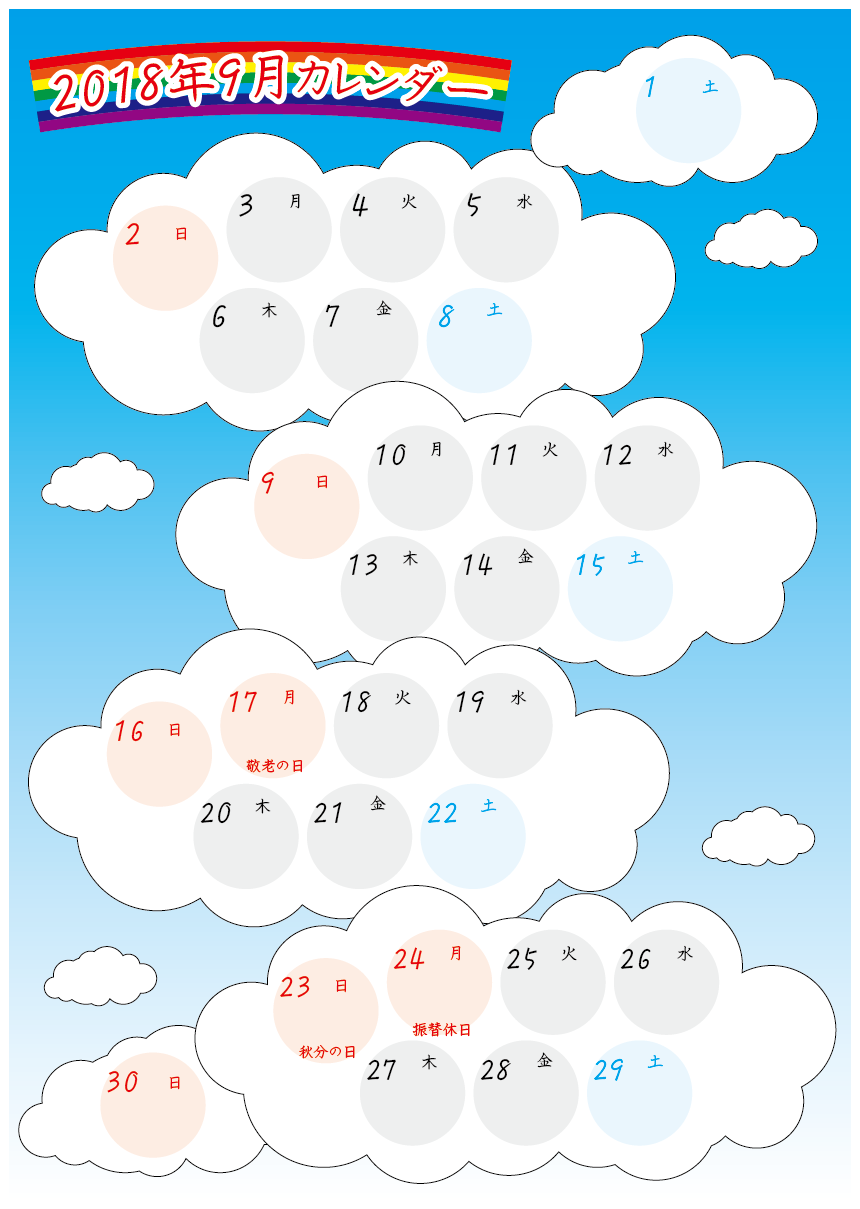 2018年9月カレンダー
1 土
2 日
3 月
4 火
5 水
6 木
7 金
8 土
9 日
10 月
11 火
12 水
13 木
14 金
15 土
16 日
17 月
敬老の日
18 火
19 水
20 木
21 金
22 土
23 日
秋分の日
24 月
振替休日
25 火
26 水
27 木
28 金
29 土
30 日